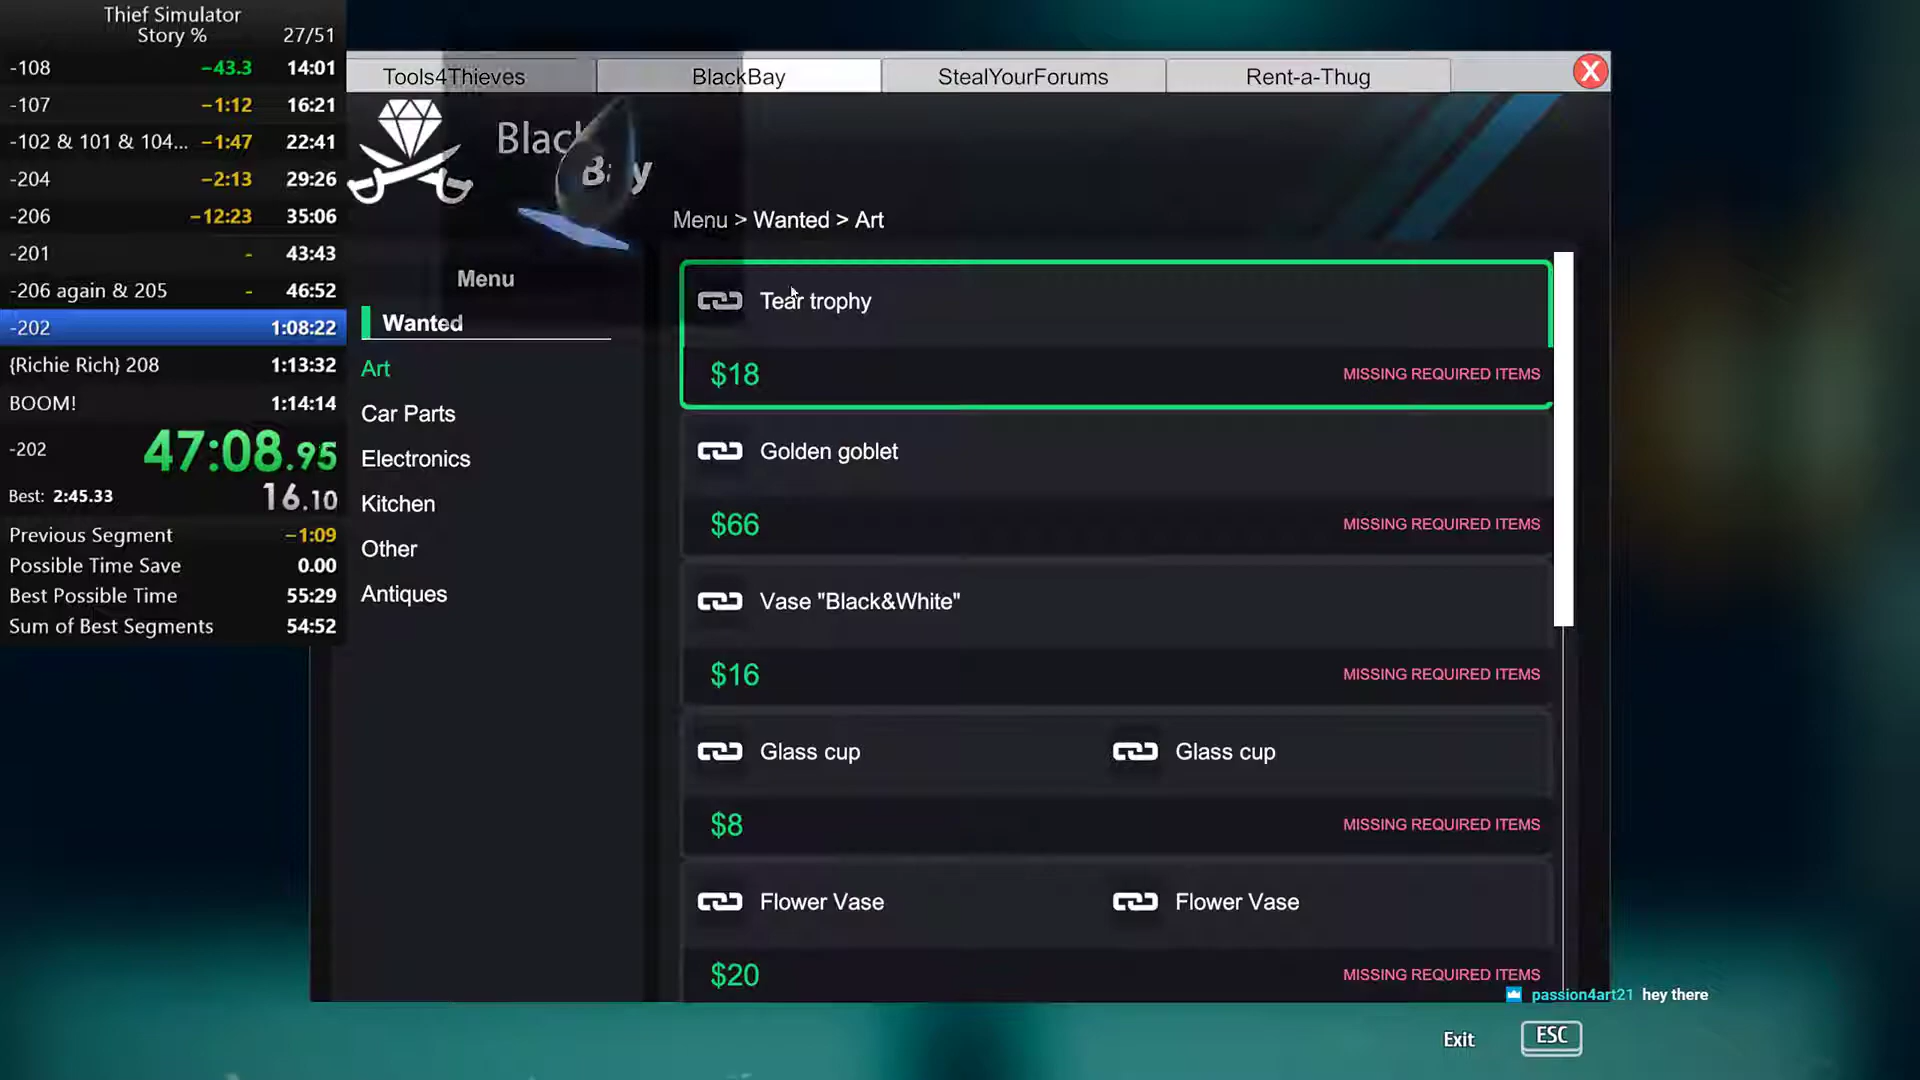 Thief Simulator
Story % 27/51
-108 −43.3 14:01
-107 −1:12 16:21
-102 & 101 & 104... −1:47 22:41
-204 −2:13 29:26
-206 −12:23 35:06
-201 - 43:43
-206 again & 205 - 46:52
-202 1:08:22
{Richie Rich} 208 1:13:32
BOOM! 1:14:14
-202 47:08.95
Best: 2:45.33 16.10
Previous Segment −1:09
Possible Time Save 0.00
Best Possible Time 55:29
Sum of Best Segments 54:52
Tools4Thieves BlackBay StealYourForums Rent-a-Thug X
Black
Bay
Menu > Wanted > Art
Menu
Wanted
Art
Car Parts
Electronics
Kitchen
Other
Antiques
Tear trophy
$18 MISSING REQUIRED ITEMS
Golden goblet
$66 MISSING REQUIRED ITEMS
Vase "Black&White"
$16 MISSING REQUIRED ITEMS
Glass cup Glass cup
$8 MISSING REQUIRED ITEMS
Flower Vase Flower Vase
$20 MISSING REQUIRED ITEMS
passion4art21 hey there
Exit ESC